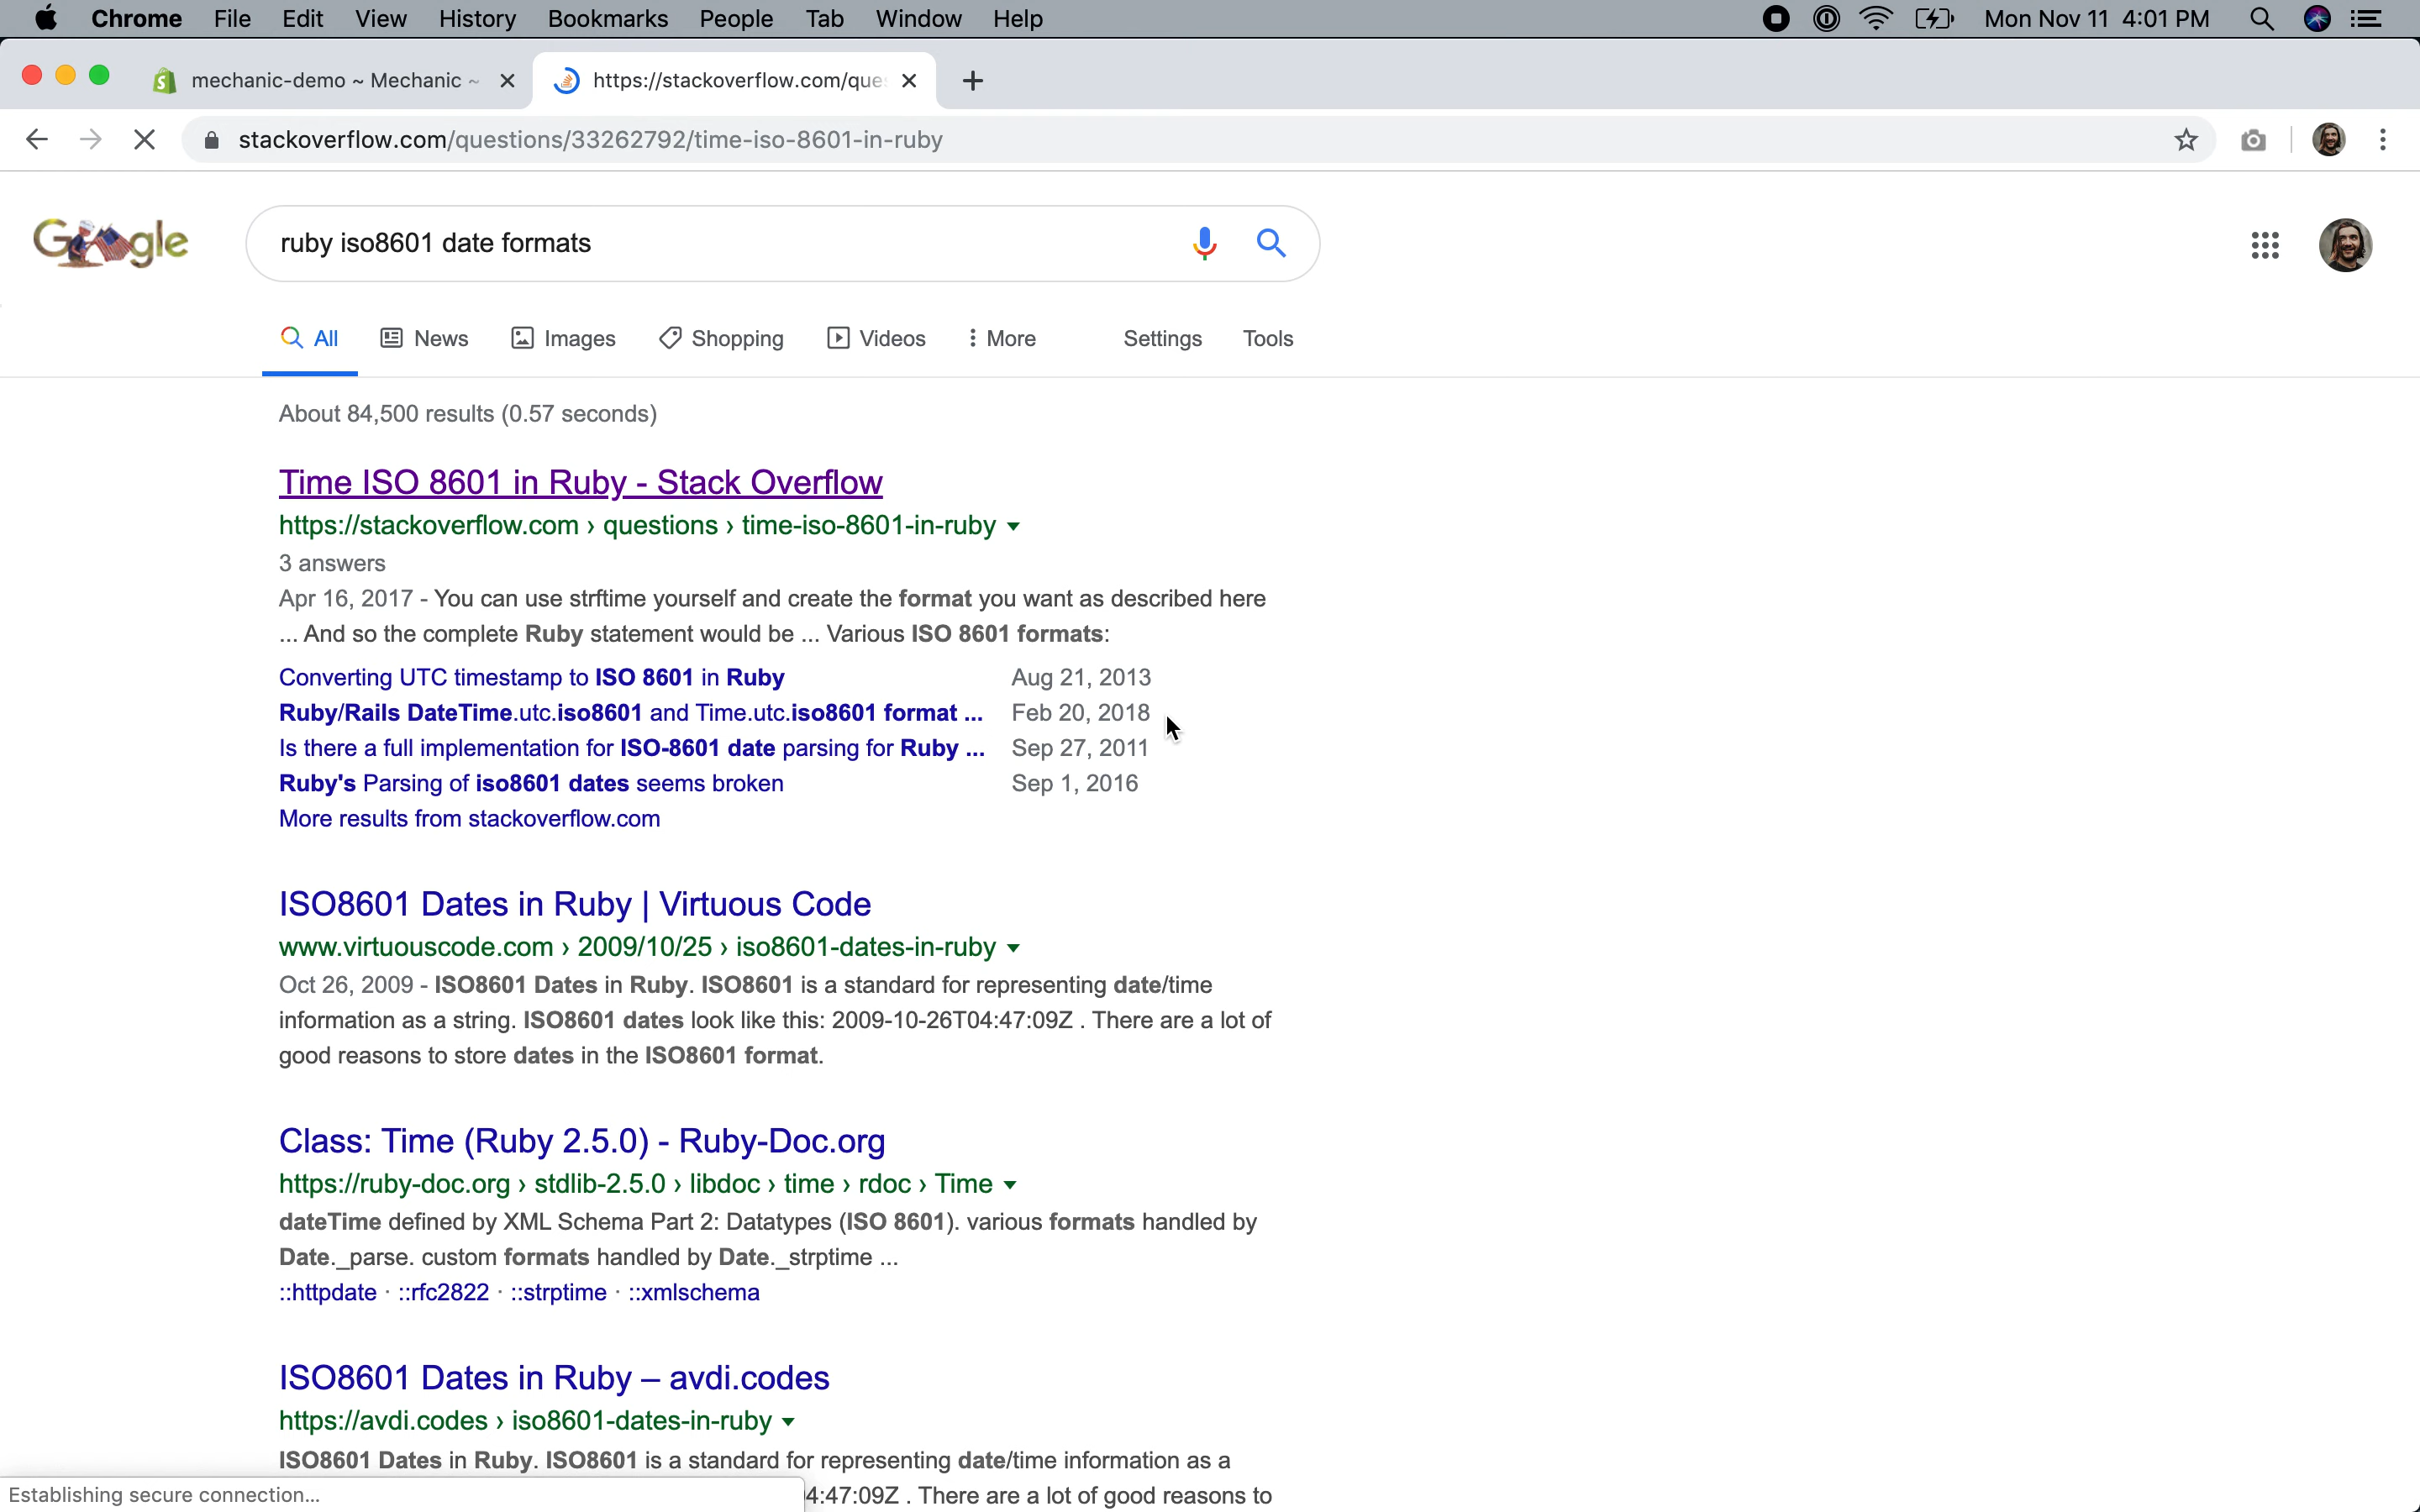 Chrome File Edit View History Bookmarks People Tab Window Help Mon Nov 11 4:01 PM
mechanic-demo ~ Mechanic ~ https://stackoverflow.com/que
stackoverflow.com/questions/33262792/time-iso-8601-in-ruby
Google ruby iso8601 date formats
All News Images Shopping Videos More Settings Tools
About 84,500 results (0.57 seconds)
Time ISO 8601 in Ruby - Stack Overflow
https://stackoverflow.com › questions › time-iso-8601-in-ruby
3 answers
Apr 16, 2017 - You can use strftime yourself and create the format you want as described here
... And so the complete Ruby statement would be ... Various ISO 8601 formats:
Converting UTC timestamp to ISO 8601 in Ruby Aug 21, 2013
Ruby/Rails DateTime.utc.iso8601 and Time.utc.iso8601 format ... Feb 20, 2018
Is there a full implementation for ISO-8601 date parsing for Ruby ... Sep 27, 2011
Ruby's Parsing of iso8601 dates seems broken Sep 1, 2016
More results from stackoverflow.com
ISO8601 Dates in Ruby | Virtuous Code
www.virtuouscode.com › 2009/10/25 › iso8601-dates-in-ruby
Oct 26, 2009 - ISO8601 Dates in Ruby. ISO8601 is a standard for representing date/time
information as a string. ISO8601 dates look like this: 2009-10-26T04:47:09Z . There are a lot of
good reasons to store dates in the ISO8601 format.
Class: Time (Ruby 2.5.0) - Ruby-Doc.org
https://ruby-doc.org › stdlib-2.5.0 › libdoc › time › rdoc › Time
dateTime defined by XML Schema Part 2: Datatypes (ISO 8601). various formats handled by
Date._parse. custom formats handled by Date._strptime ...
::httpdate · ::rfc2822 · ::strptime · ::xmlschema
ISO8601 Dates in Ruby – avdi.codes
https://avdi.codes › iso8601-dates-in-ruby
ISO8601 Dates in Ruby. ISO8601 is a standard for representing date/time information as a
Establishing secure connection... 4:47:09Z . There are a lot of good reasons to